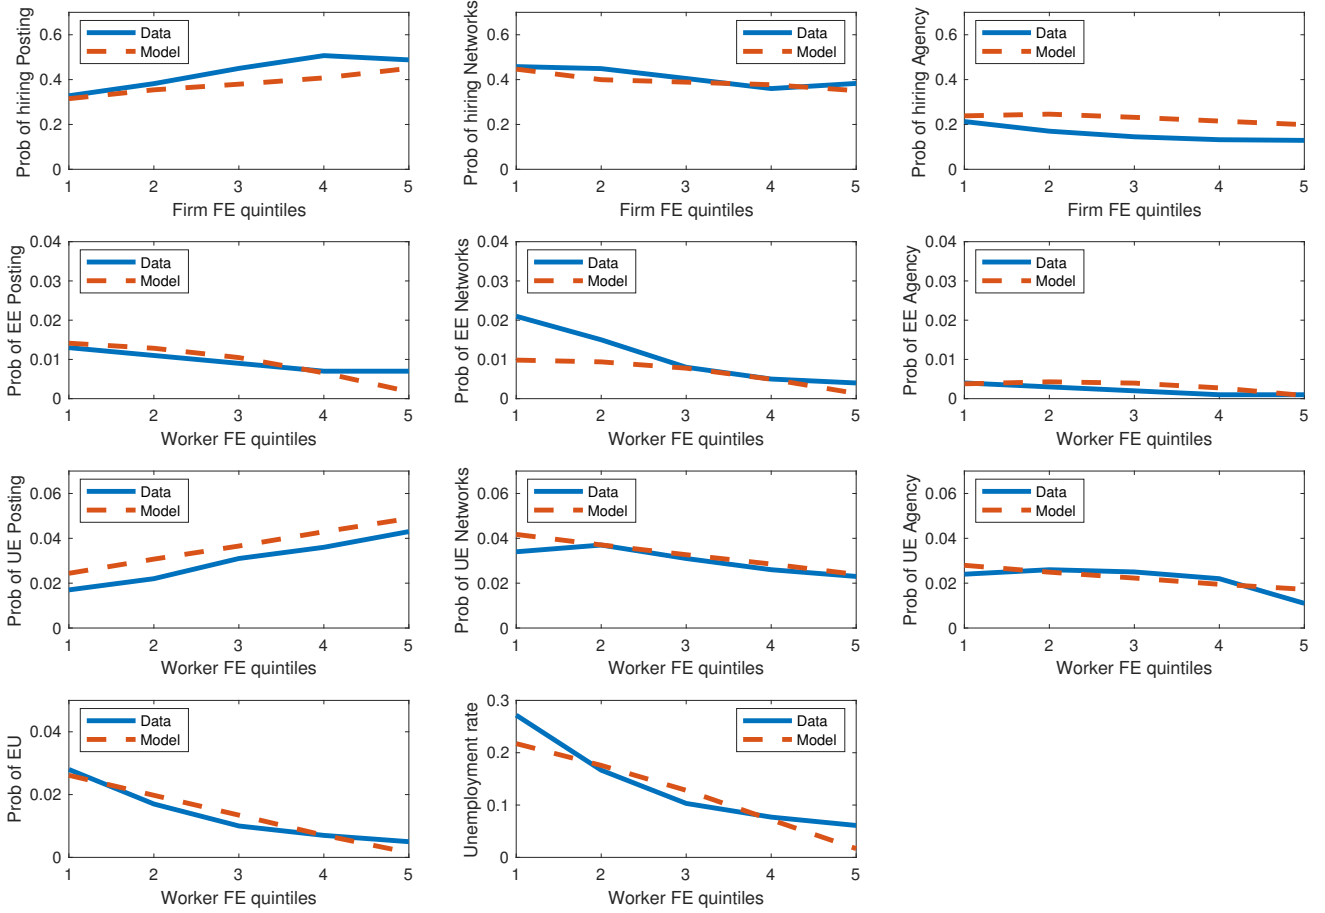 Prob of hiring Posting
0.6
0.4
0.2
0
Data
Model
1 2 3 4 5
Firm FE quintiles
Prob of hiring Networks
0.6
0.4
0.2
0
Data
Model
1 2 3 4 5
Firm FE quintiles
Prob of hiring Agency
0.6
0.4
0.2
0
Data
Model
1 2 3 4 5
Firm FE quintiles
Prob of EE Posting
0.04
0.03
0.02
0.01
0
Data
Model
1 2 3 4 5
Worker FE quintiles
Prob of EE Networks
0.04
0.03
0.02
0.01
0
Data
Model
1 2 3 4 5
Worker FE quintiles
Prob of EE Agency
0.04
0.03
0.02
0.01
0
Data
Model
1 2 3 4 5
Worker FE quintiles
Prob of UE Posting
0.06
0.04
0.02
0
Data
Model
1 2 3 4 5
Worker FE quintiles
Prob of UE Networks
0.06
0.04
0.02
0
Data
Model
1 2 3 4 5
Worker FE quintiles
Prob of UE Agency
0.06
0.04
0.02
0
Data
Model
1 2 3 4 5
Worker FE quintiles
Prob of EU
0.04
0.02
0
Data
Model
1 2 3 4 5
Worker FE quintiles
Unemployment rate
0.3
0.2
0.1
0
Data
Model
1 2 3 4 5
Worker FE quintiles